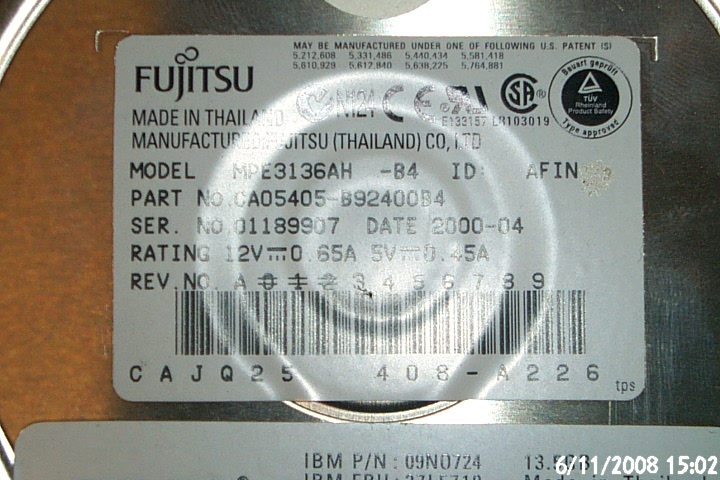 MAY BE MANUFACTURED UNDER ONE OF FOLLOWING U.S. PATENT (S)
5,212,608 5,331,486 5,440,434 5,581,418
5,610,929 5,612,840 5,638,225 5,764,881
FUJITSU
N124
CE
SA
Bauart geprüft
TÜV
Rheinland
Product Safety
Type approved
MADE IN THAILAND
E133157 LR103019
MANUFACTURED FUJITSU (THAILAND) CO, LTD
MODEL MPE3136AH -B4 ID: AFIN
PART NO. CA05405-B92400B4
SER. NO. 01189907 DATE 2000-04
RATING 12V 0.65A 5V 0.45A
REV. NO. A 0 1 2 3 4 5 6 7 8 9
CAJQ25 408-A226
tps
IBM P/N: 09N0724
6/11/2008 15:02